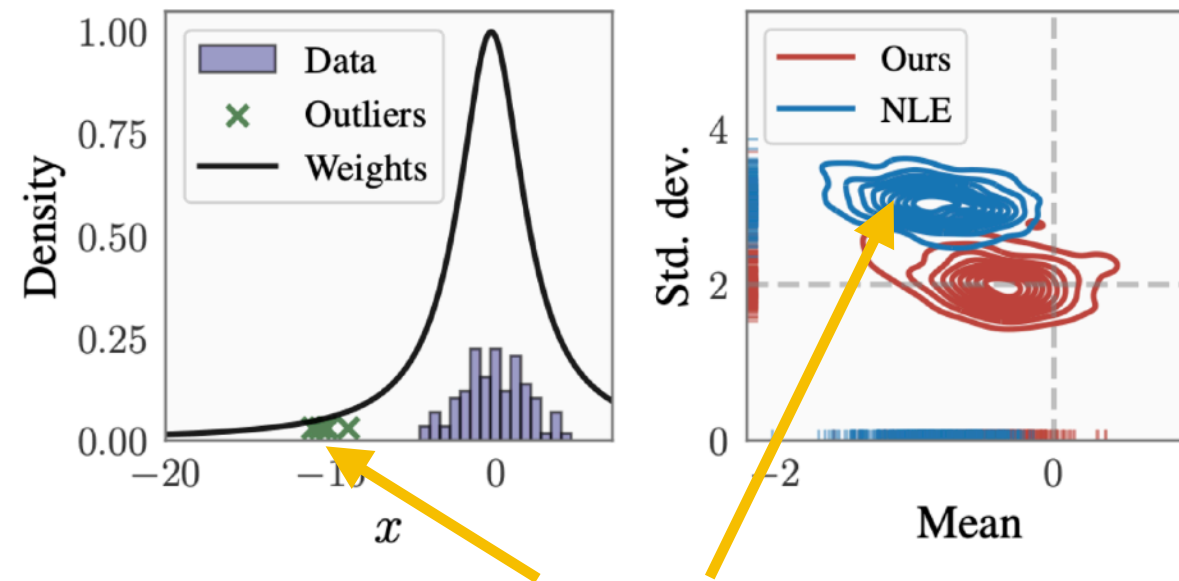 1.00
0.75
0.50
0.25
0.00
Density
Data
Outliers
Weights
−20
−10
0
x
4
2
0
Std. dev.
Ours
NLE
−2
0
Mean